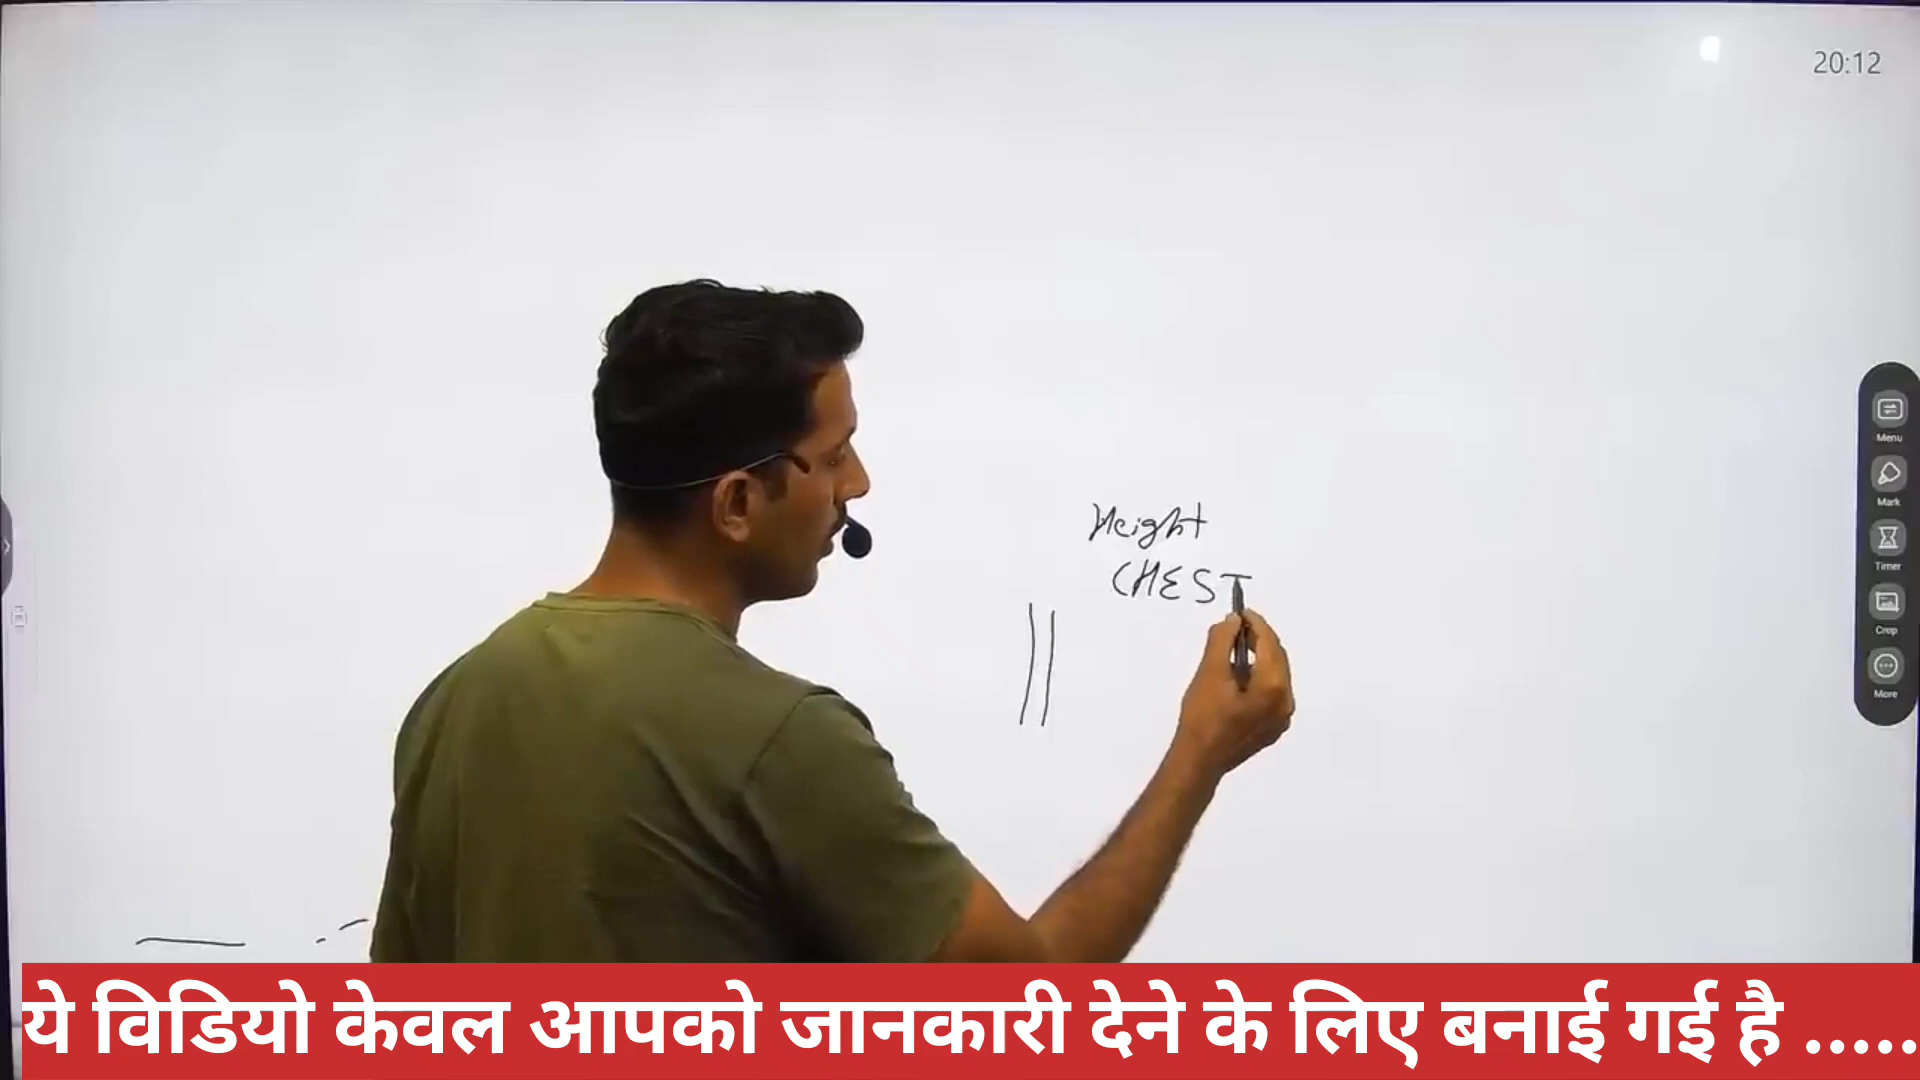 20:12
Menu
Mark
Timer
Crop
More
Height
CHEST
ये विडियो केवल आपको जानकारी देने के लिए बनाई गई है .....